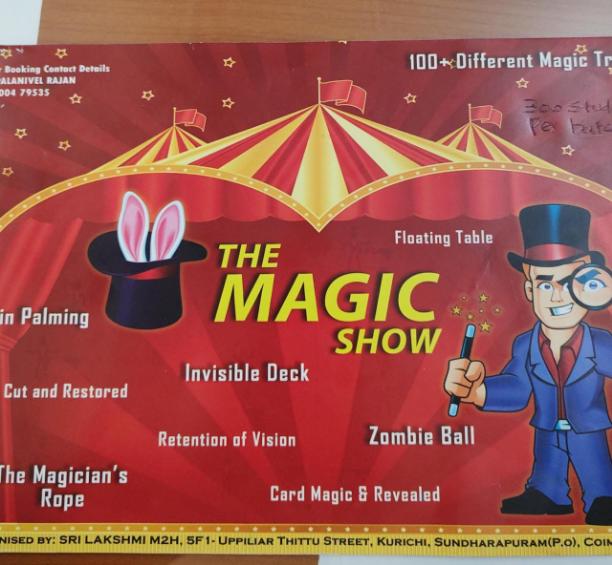 Booking Contact Details
PALANIVEL RAJAN
004 79535
100+ Different Magic Tr
300 Stud
Per
Floating Table
THE
MAGIC
SHOW
in Palming
Invisible Deck
Cut and Restored
Retention of Vision
Zombie Ball
The Magician's
Rope
Card Magic & Revealed
NISED BY: SRI LAKSHMI M2H, 5F1- UPPILIAR THITTU STREET, KURICHI, SUNDHARAPURAM(P.O), COIM